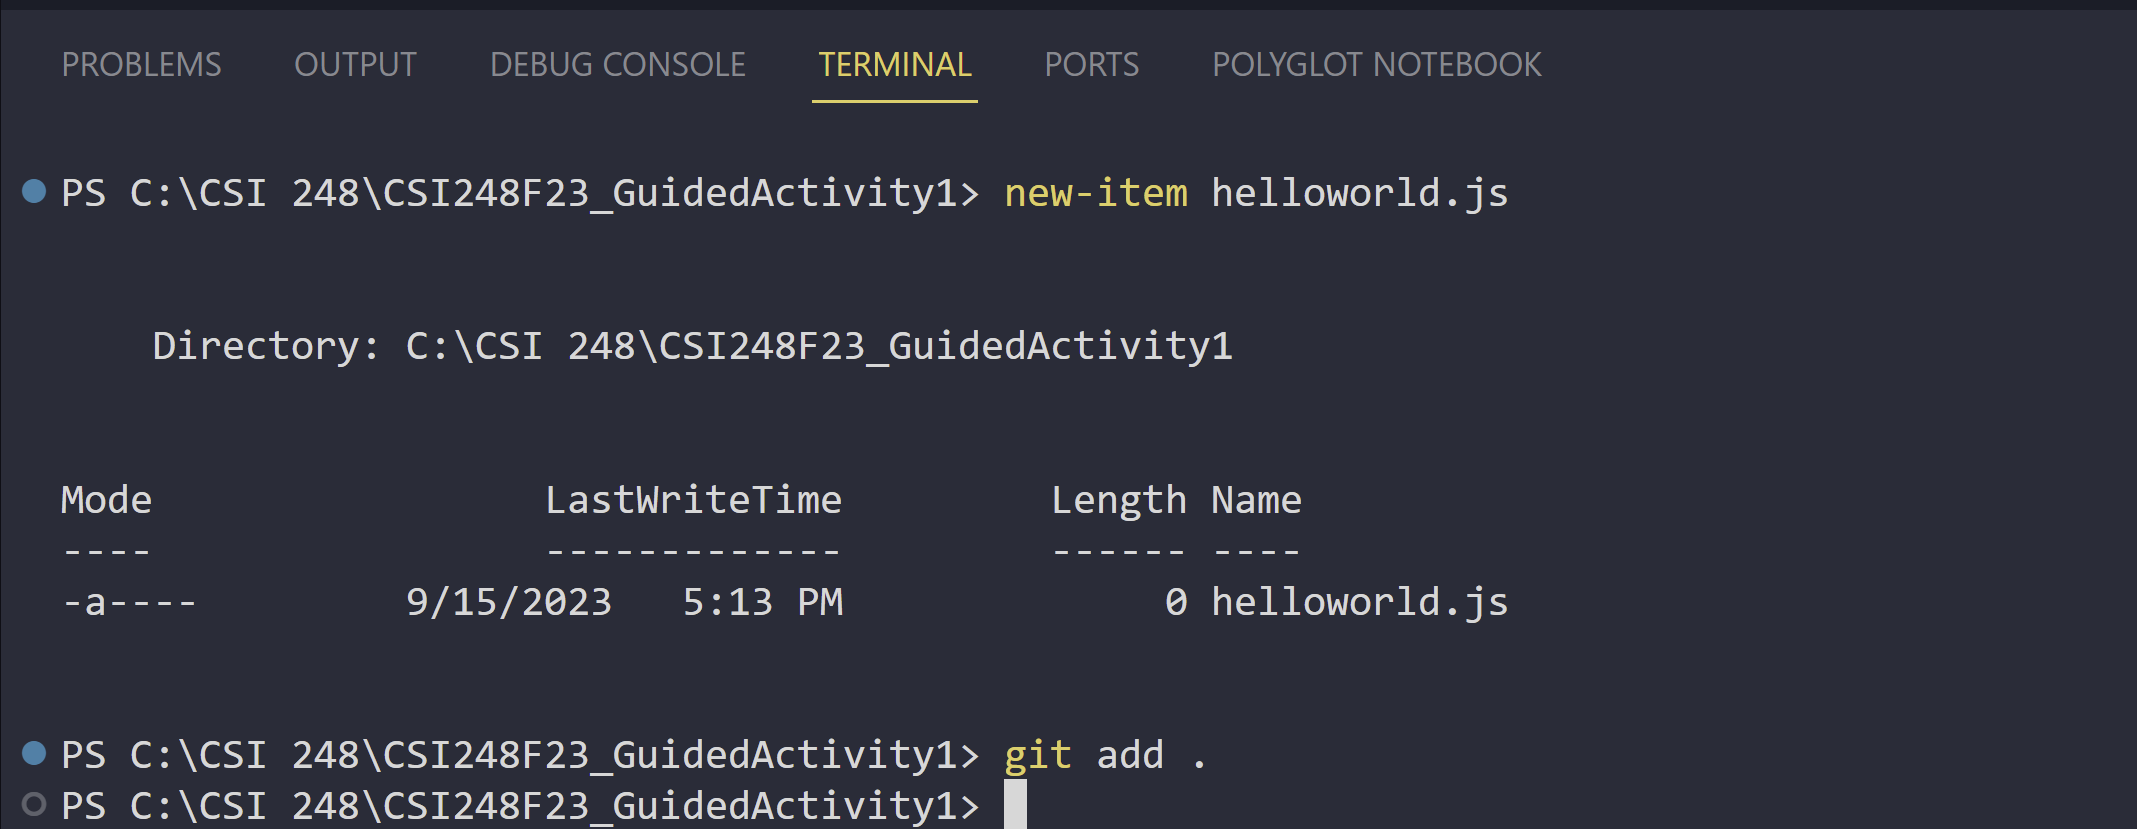 PROBLEMS OUTPUT DEBUG CONSOLE TERMINAL PORTS POLYGLOT NOTEBOOK
PS C:\CSI 248\CSI248F23_GuidedActivity1> new-item helloworld.js
Directory: C:\CSI 248\CSI248F23_GuidedActivity1
Mode LastWriteTime Length Name
---- ------------- ------ ----
-a---- 9/15/2023 5:13 PM 0 helloworld.js
PS C:\CSI 248\CSI248F23_GuidedActivity1> git add .
PS C:\CSI 248\CSI248F23_GuidedActivity1>